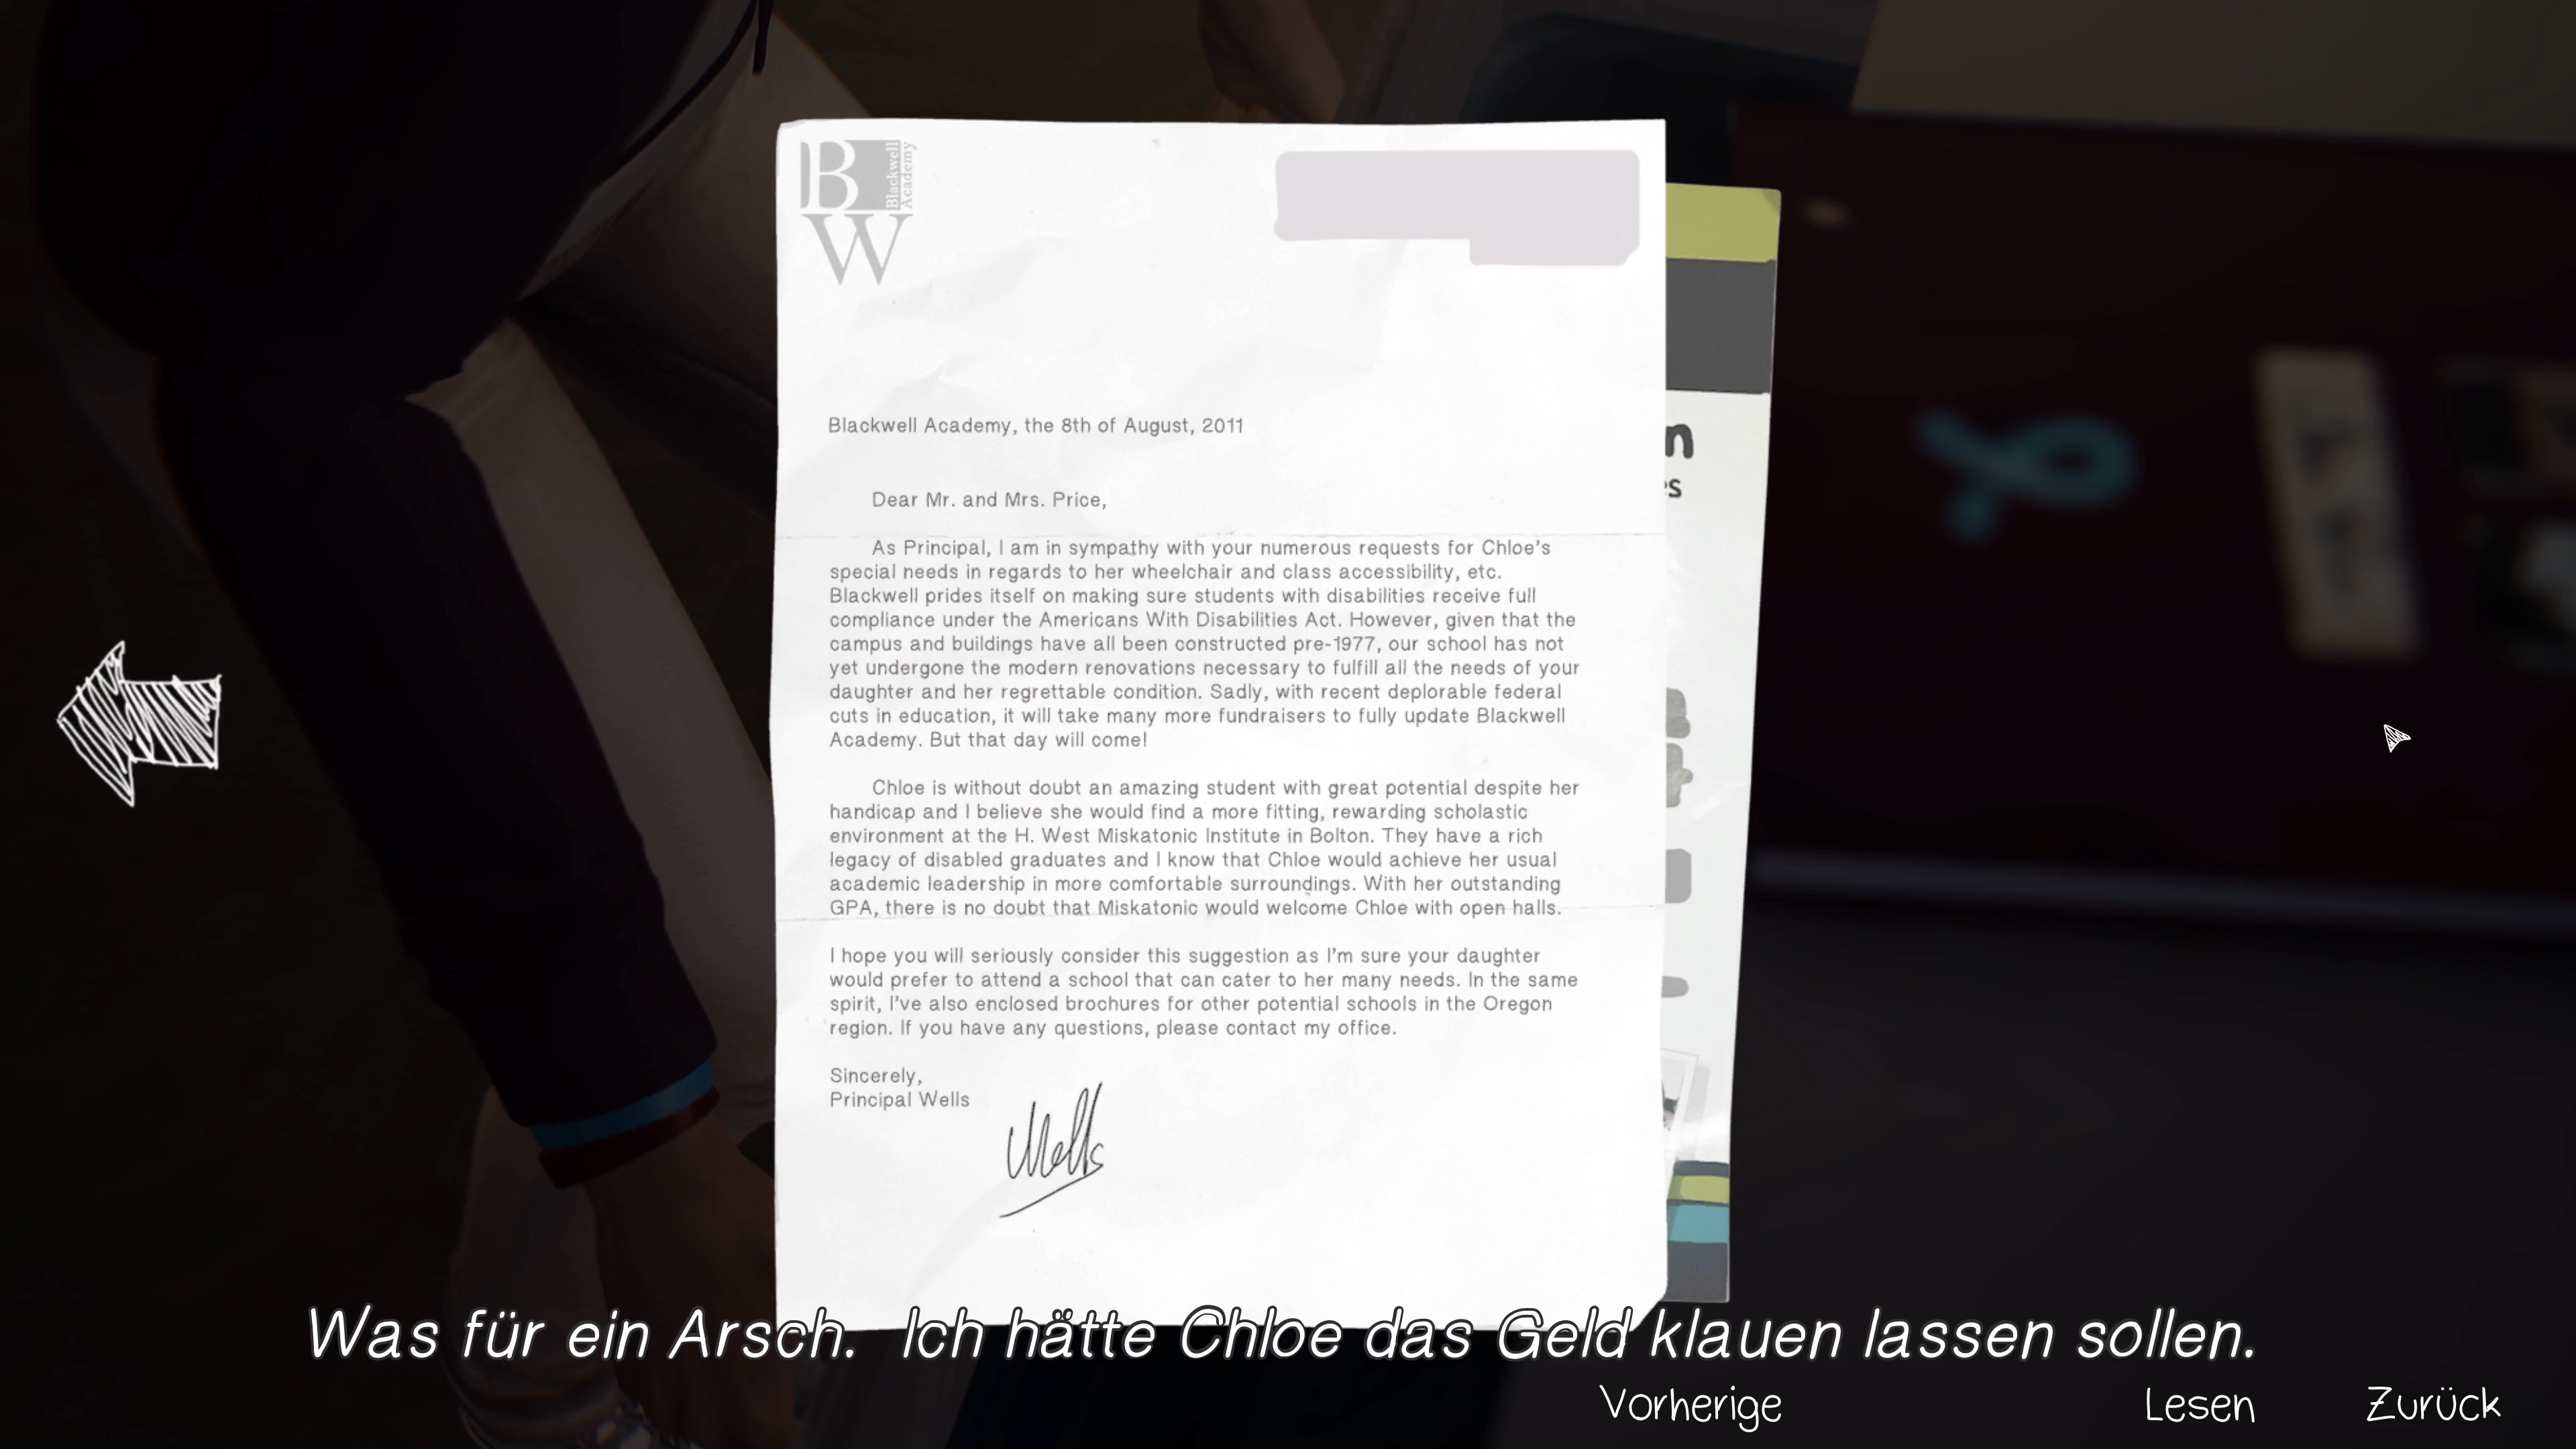 B
Blackwell
Academy
W
n
s
Blackwell Academy, the 8th of August, 2011
Dear Mr. and Mrs. Price,
As Principal, I am in sympathy with your numerous requests for Chloe's
special needs in regards to her wheelchair and class accessibility, etc.
Blackwell prides itself on making sure students with disabilities receive full
compliance under the Americans With Disabilities Act. However, given that the
campus and buildings have all been constructed pre-1977, our school has not
yet undergone the modern renovations necessary to fulfill all the needs of your
daughter and her regrettable condition. Sadly, with recent deplorable federal
cuts in education, it will take many more fundraisers to fully update Blackwell
Academy. But that day will come!
Chloe is without doubt an amazing student with great potential despite her
handicap and I believe she would find a more fitting, rewarding scholastic
environment at the H. West Miskatonic Institute in Bolton. They have a rich
legacy of disabled graduates and I know that Chloe would achieve her usual
academic leadership in more comfortable surroundings. With her outstanding
GPA, there is no doubt that Miskatonic would welcome Chloe with open halls.
I hope you will seriously consider this suggestion as I'm sure your daughter
would prefer to attend a school that can cater to her many needs. In the same
spirit, I've also enclosed brochures for other potential schools in the Oregon
region. If you have any questions, please contact my office.
Sincerely,
Principal Wells
Wells
Was für ein Arsch. Ich hätte Chloe das Geld klauen lassen sollen.
Vorherige
Lesen
Zurück